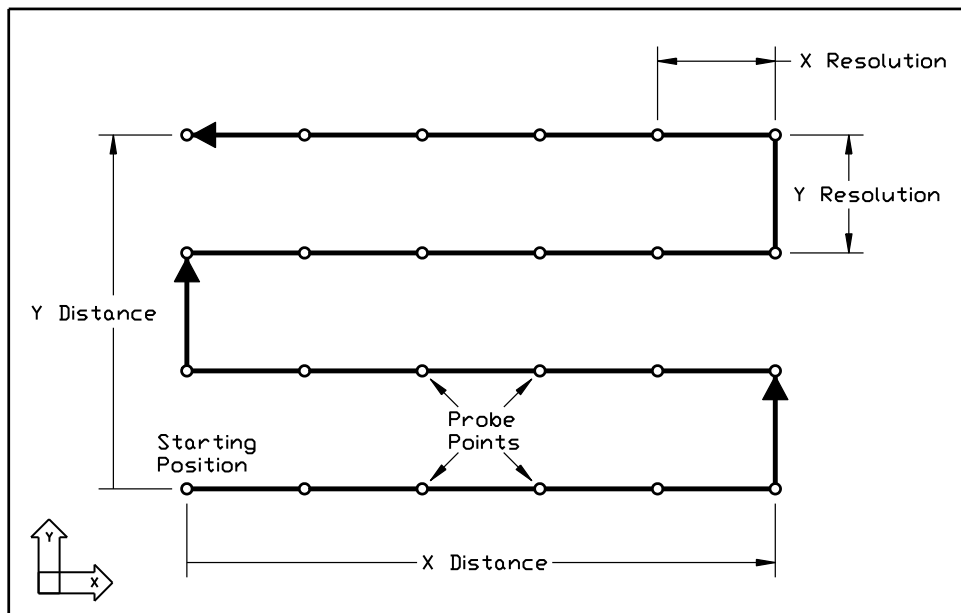 X Resolution
Y Resolution
Y Distance
Probe
Points
Starting
Position
X Distance
Y
X